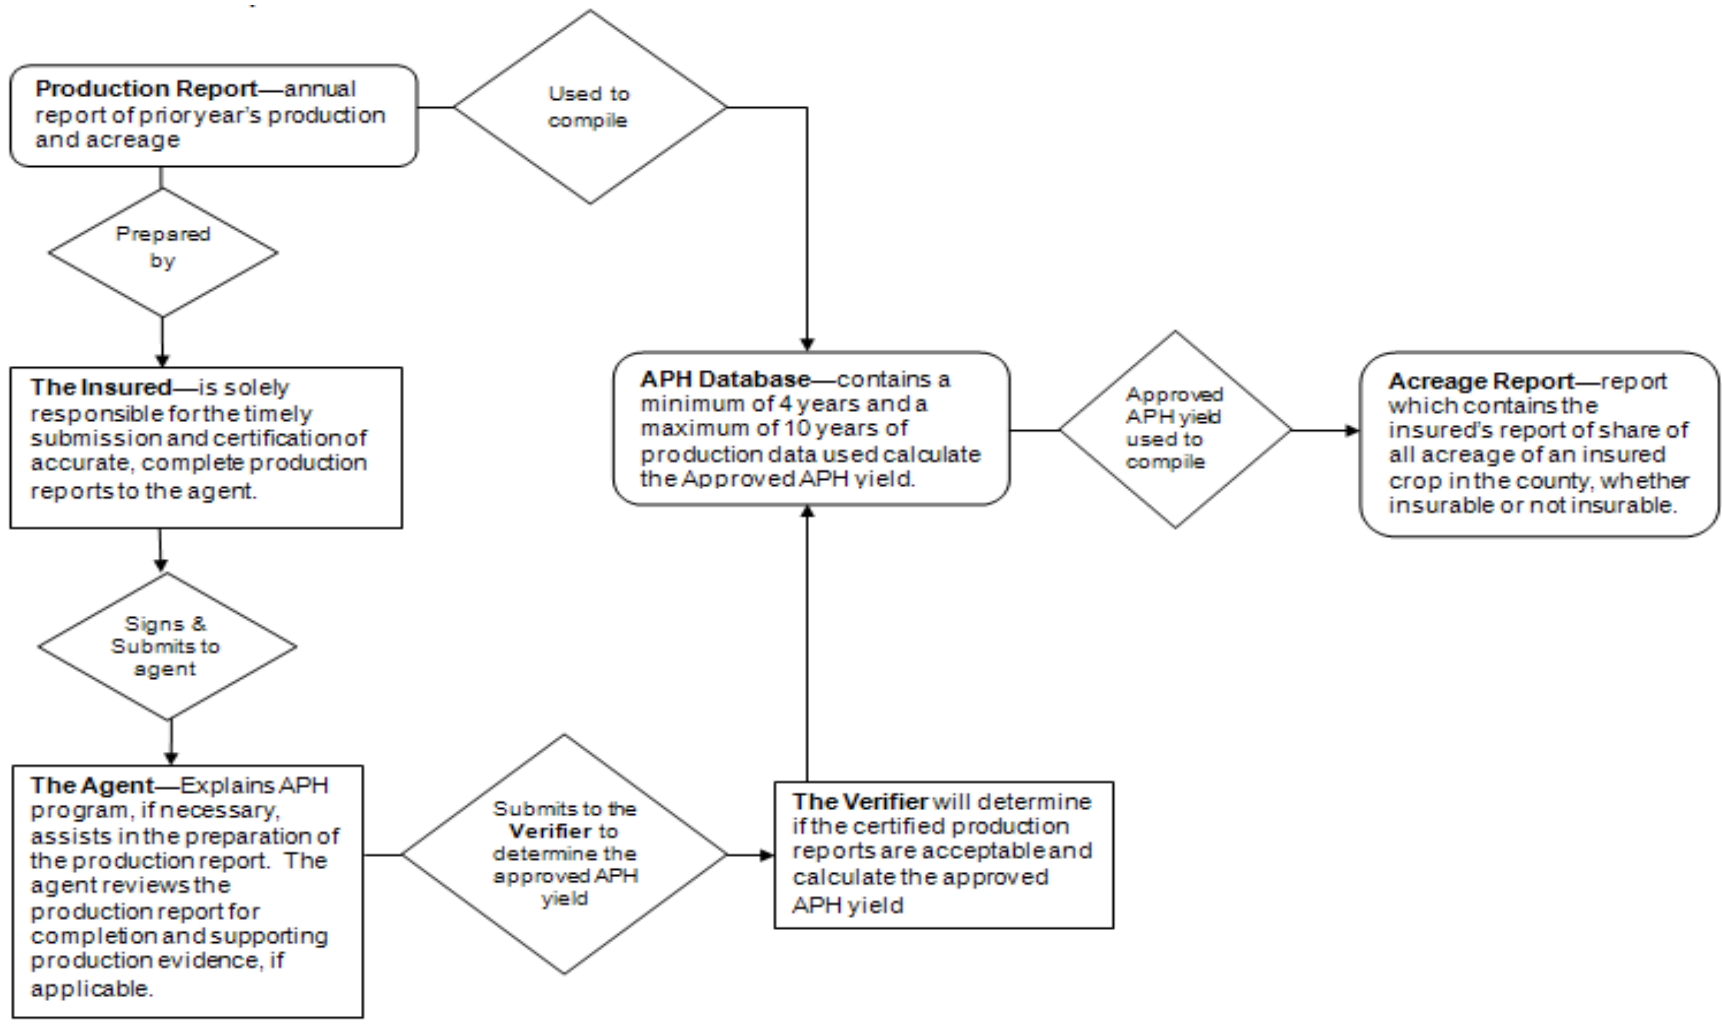 Production Report—annual
report of prior year's production
and acreage
Used to
compile
Prepared
by
The Insured—is solely
responsible for the timely
submission and certification of
accurate, complete production
reports to the agent.
APH Database—contains a
minimum of 4 years and a
maximum of 10 years of
production data used calculate
the Approved APH yield.
Approved
APH yield
used to
compile
Acreage Report—report
which contains the
insured's report of share of
all acreage of an insured
crop in the county, whether
insurable or not insurable.
Signs &
Submits to
agent
The Agent—Explains APH
program, if necessary,
assists in the preparation of
the production report. The
agent reviews the
production report for
completion and supporting
production evidence, if
applicable.
Submits to the
Verifier to
determine the
approved APH
yield
The Verifier will determine
if the certified production
reports are acceptable and
calculate the approved
APH yield